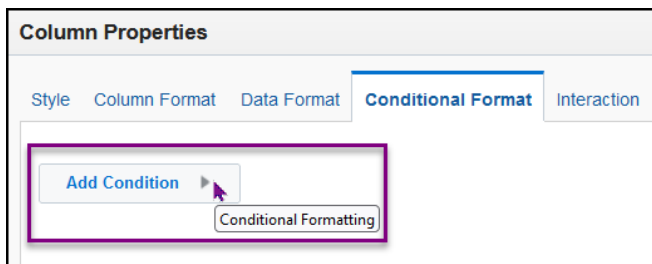 Column Properties
Style Column Format Data Format Conditional Format Interaction
Add Condition
Conditional Formatting